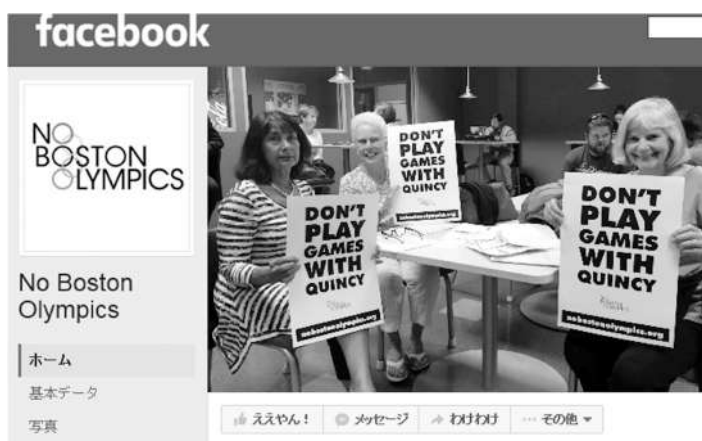 facebook
NO
BOSTON
OLYMPICS
No Boston
Olympics
ホーム
基本データ
写真
DON'T
PLAY
GAMES
WITH
QUINCY
nobostonolympics.org
DON'T
PLAY
GAMES
WITH
QUINCY
nobostonolympics.org
DON'T
PLAY
GAMES
WITH
QUINCY
nobostonolympics.org
ええやん!
メッセージ
わけわけ
その他